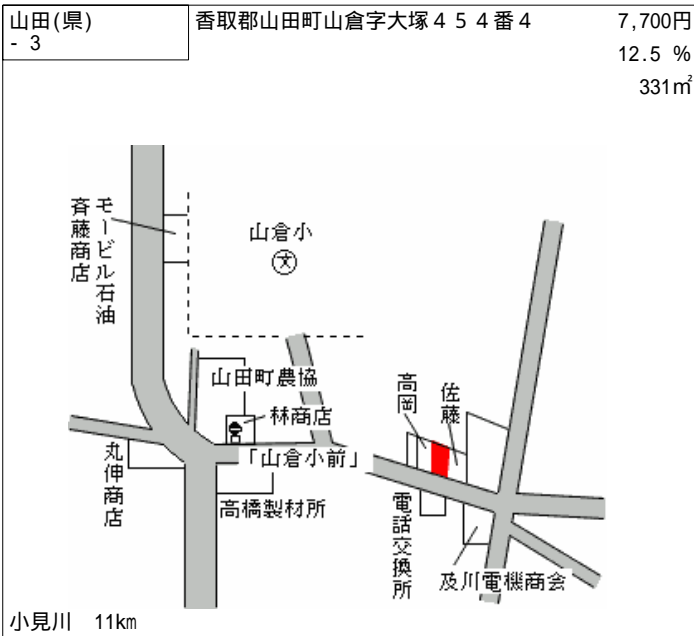 山田(県)
- 3
香取郡山田町山倉字大塚４５４番４
7,700円
12.5 %
331㎡
モービル石油
斉藤商店
山倉小
文
山田町農協
林商店
「山倉小前」
丸伸商店
高橋製材所
高岡
佐藤
電話交換所
及川電機商会
小見川　11km